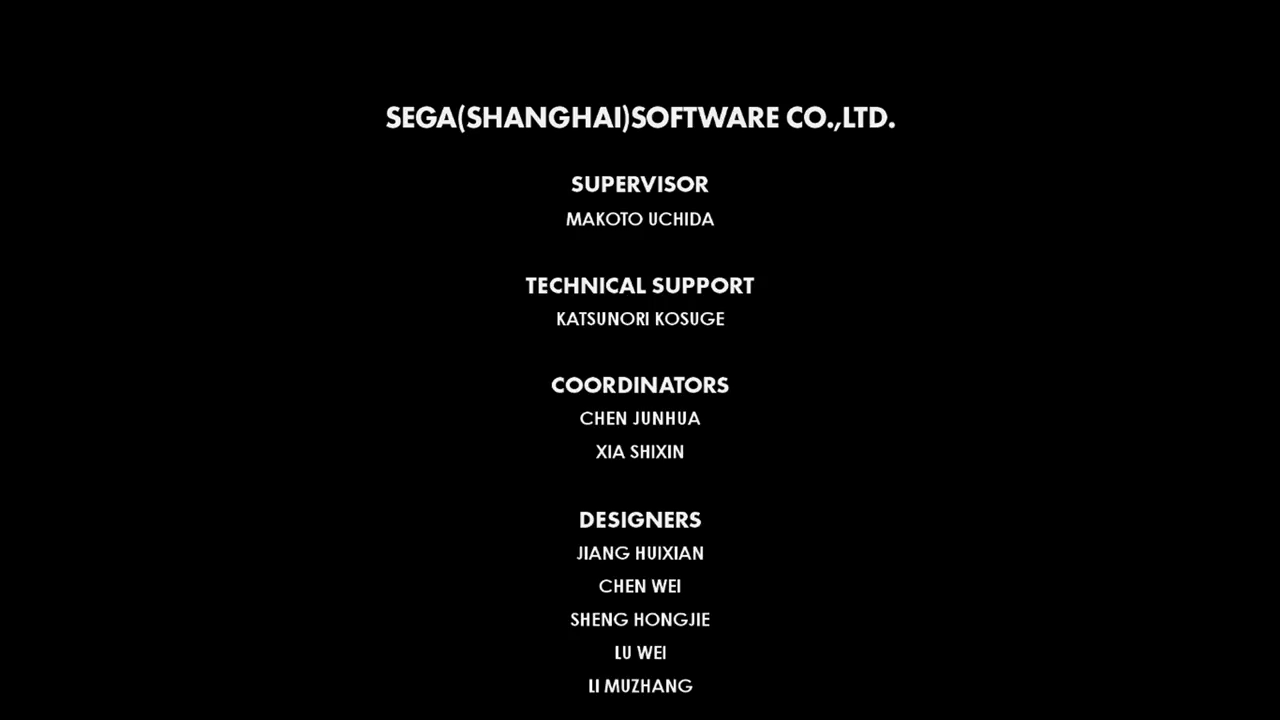 SEGA(SHANGHAI)SOFTWARE CO.,LTD.
SUPERVISOR
MAKOTO UCHIDA
TECHNICAL SUPPORT
KATSUNORI KOSUGE
COORDINATORS
CHEN JUNHUA
XIA SHIXIN
DESIGNERS
JIANG HUIXIAN
CHEN WEI
SHENG HONGJIE
LU WEI
LI MUZHANG